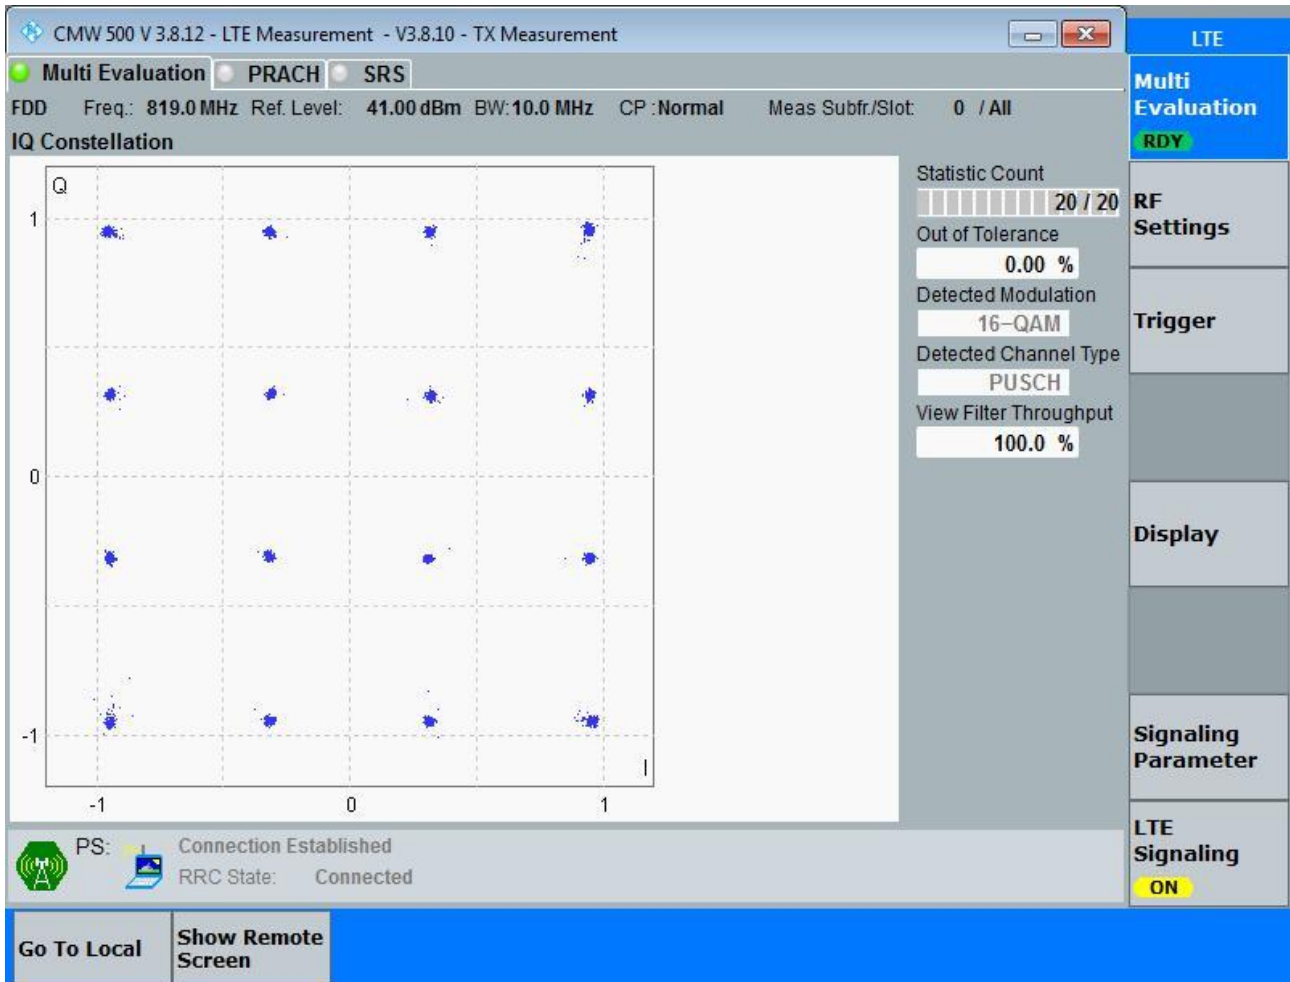 CMW 500 V 3.8.12 - LTE Measurement - V3.8.10 - TX Measurement
LTE
Multi Evaluation PRACH SRS
FDD Freq.: 819.0 MHz Ref. Level: 41.00 dBm BW: 10.0 MHz CP : Normal Meas Subfr./Slot: 0 / All
IQ Constellation
Q
1
0
-1
I
-1 0 1
Statistic Count
20 / 20
Out of Tolerance
0.00 %
Detected Modulation
16-QAM
Detected Channel Type
PUSCH
View Filter Throughput
100.0 %
Multi
Evaluation
RDY
RF
Settings
Trigger
Display
Signaling
Parameter
LTE
Signaling
ON
PS: Connection Established
RRC State: Connected
Go To Local
Show Remote
Screen